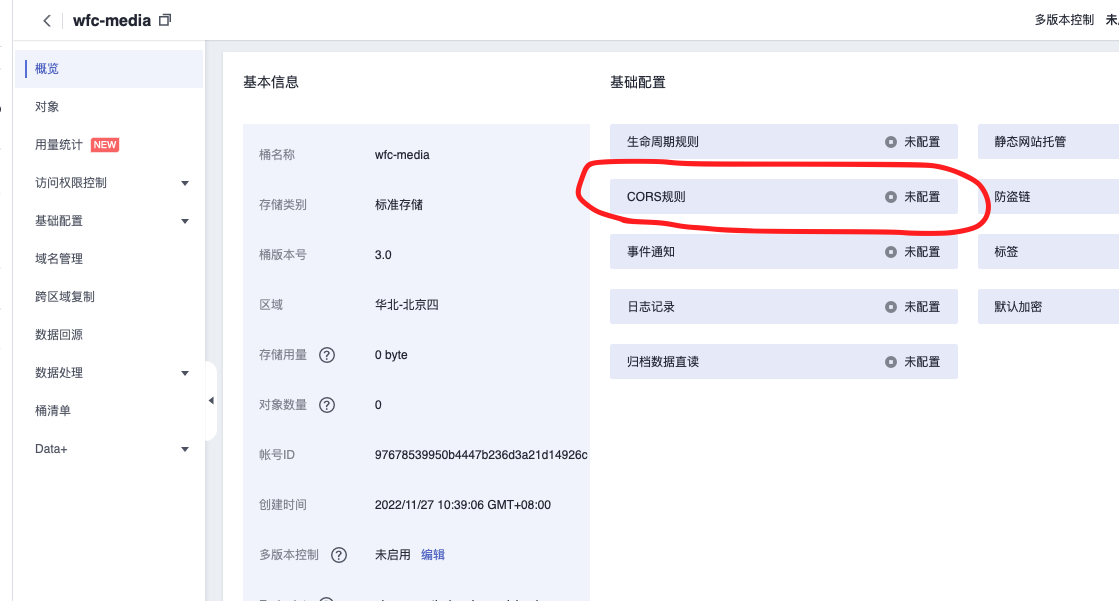 wfc-media
多版本控制 未
概览
对象
用量统计 NEW
访问权限控制
基础配置
域名管理
跨区域复制
数据回源
数据处理
桶清单
Data+
基本信息
桶名称 wfc-media
存储类别 标准存储
桶版本号 3.0
区域 华北-北京四
存储用量 ? 0 byte
对象数量 ? 0
帐号ID 97678539950b4447b236d3a21d14926c
创建时间 2022/11/27 10:39:06 GMT+08:00
多版本控制 ? 未启用 编辑
基础配置
生命周期规则 未配置 静态网站托管
CORS规则 未配置 防盗链
事件通知 未配置 标签
日志记录 未配置 默认加密
归档数据直读 未配置